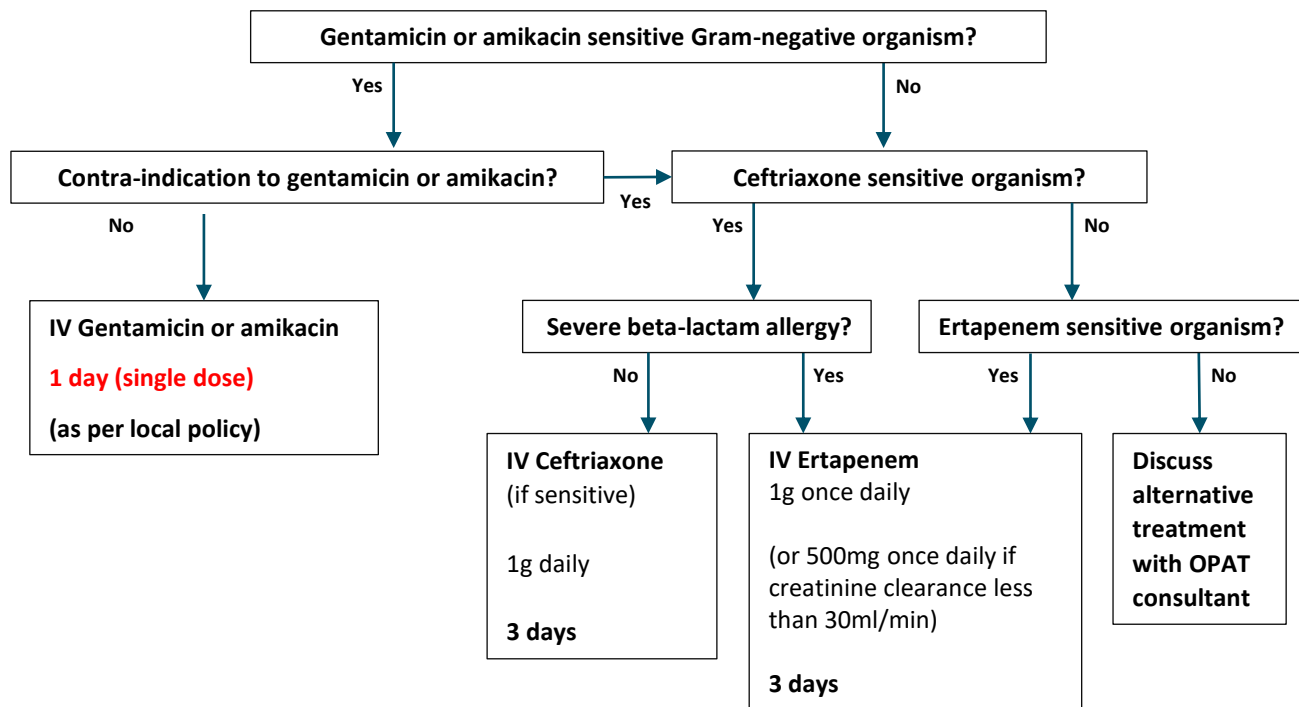 Gentamicin or amikacin sensitive Gram-negative organism?
Yes
No
Contra-indication to gentamicin or amikacin?
Yes
Ceftriaxone sensitive organism?
No
Yes
No
IV Gentamicin or amikacin
1 day (single dose)
(as per local policy)
Severe beta-lactam allergy?
Ertapenem sensitive organism?
No
Yes
Yes
No
IV Ceftriaxone
(if sensitive)
1g daily
3 days
IV Ertapenem
1g once daily
(or 500mg once daily if
creatinine clearance less
than 30ml/min)
3 days
Discuss
alternative
treatment
with OPAT
consultant